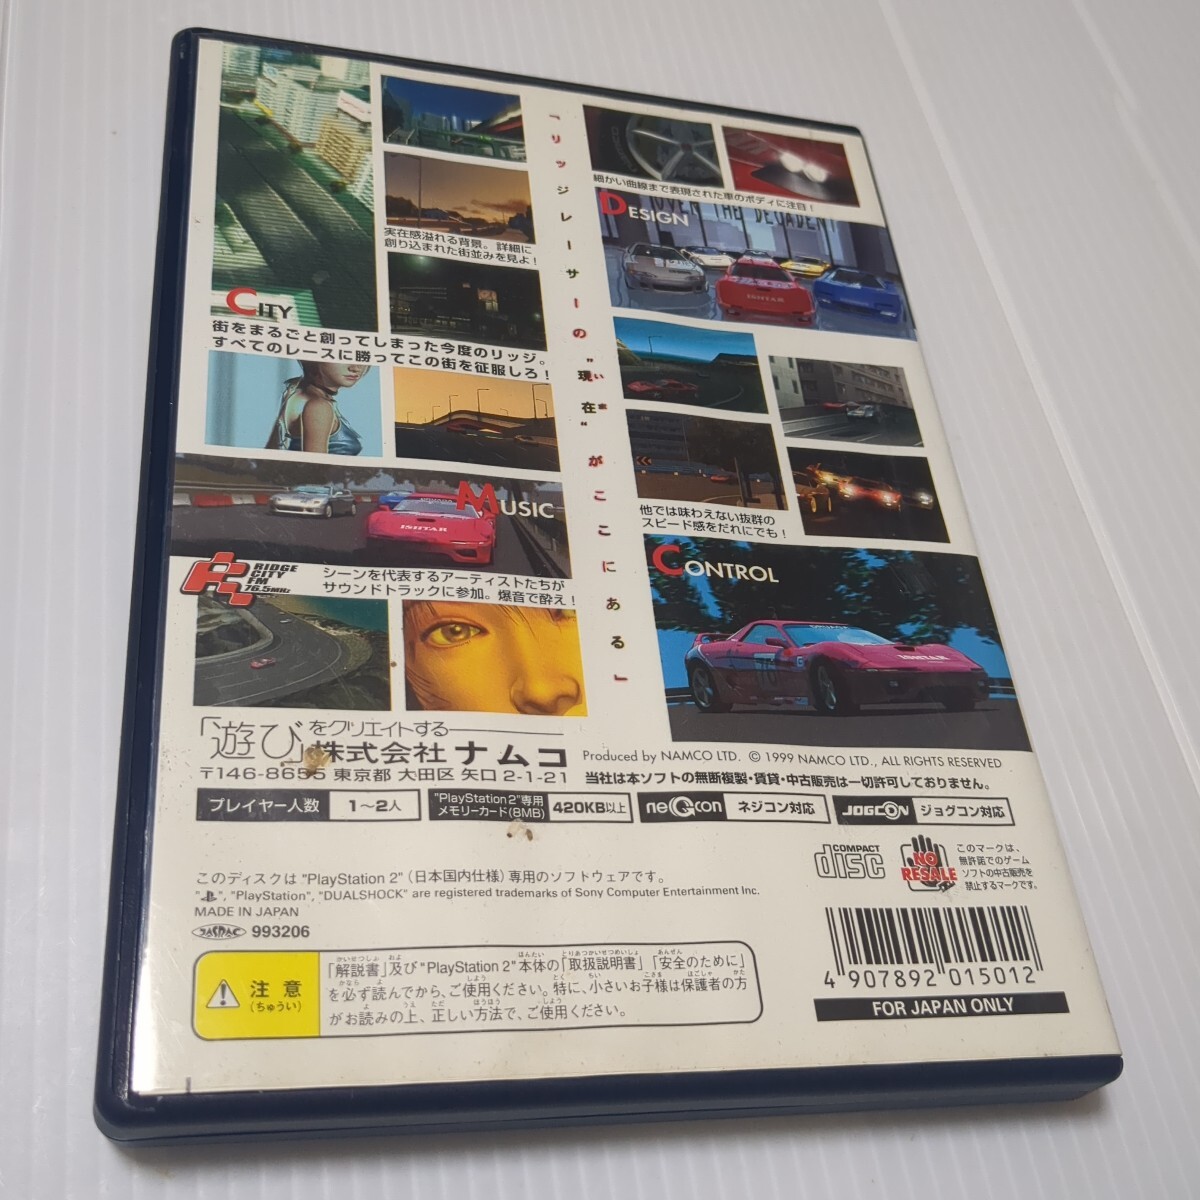 CITY
街をまるごと創ってしまった今度のリッジ。
すべてのレースに勝ってこの街を征服しろ!
実在感溢れる背景。詳細に
創り込まれた街並みを見よ!
MUSIC
ISHTAR
RIDGE
CITY
FM
76.5MHz
シーンを代表するアーティストたちが
サウンドトラックに参加。爆音で酔え!
「リッジレーサーの"現在"がここにある」
いま
細かい曲線まで表現された車のボディに注目!
OVEN THE DECADENT
DESIGN
ISHTAR
他では味わえない抜群の
スピード感をだれにでも!
CONTROL
ISHTAR
「遊び」をクリエイトする
株式会社ナムコ
〒146-8655 東京都 大田区 矢口 2-1-21
Produced by NAMCO LTD. © 1999 NAMCO LTD., ALL RIGHTS RESERVED
当社は本ソフトの無断複製・賃貸・中古販売は一切許可しておりません。
プレイヤー人数 1〜2人
"PlayStation 2"専用
メモリーカード(8MB) 420KB以上
neGcon ネジコン対応
JOGCON ジョグコン対応
COMPACT
disc
NO
RESALE
このマークは、
無許諾でのゲーム
ソフトの中古販売を
禁止するマークです。
このディスクは "PlayStation 2" (日本国内仕様) 専用のソフトウェアです。
" ", "PlayStation", "DUALSHOCK" are registered trademarks of Sony Computer Entertainment Inc.
MADE IN JAPAN
JASRAC 993206
注意
(ちゅうい)
「解説書」及び "PlayStation 2" 本体の「取扱説明書」「安全のために」
を必ず読んでから、ご使用ください。特に、小さいお子様は保護者の方
がお読みの上、正しい方法で、ご使用ください。
4 907892 015012
FOR JAPAN ONLY